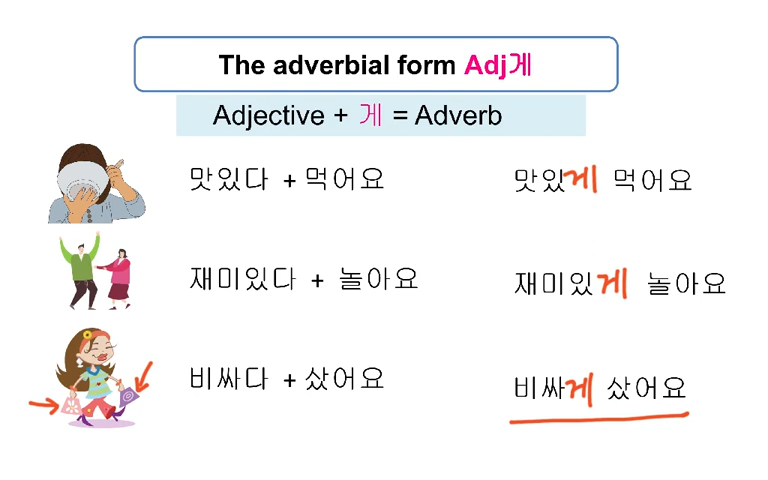 The adverbial form Adj게
Adjective + 게 = Adverb
맛있다 + 먹어요 맛있게 먹어요
재미있다 + 놀아요 재미있게 놀아요
비싸다 + 샀어요 비싸게 샀어요